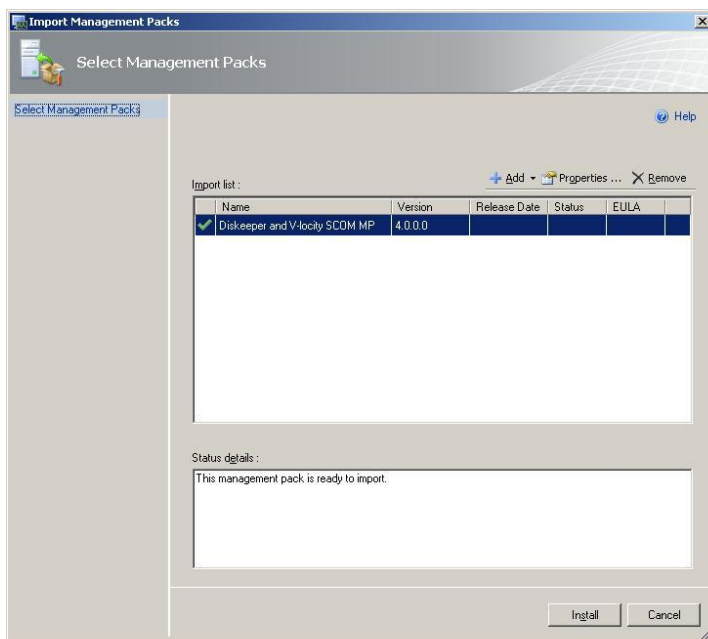 Import Management Packs
Select Management Packs
Select Management Packs
Help
Import list :
Add
Properties ...
Remove
Name Version Release Date Status EULA
Diskeeper and V-locity SCOM MP 4.0.0.0
Status details :
This management pack is ready to import.
Install Cancel